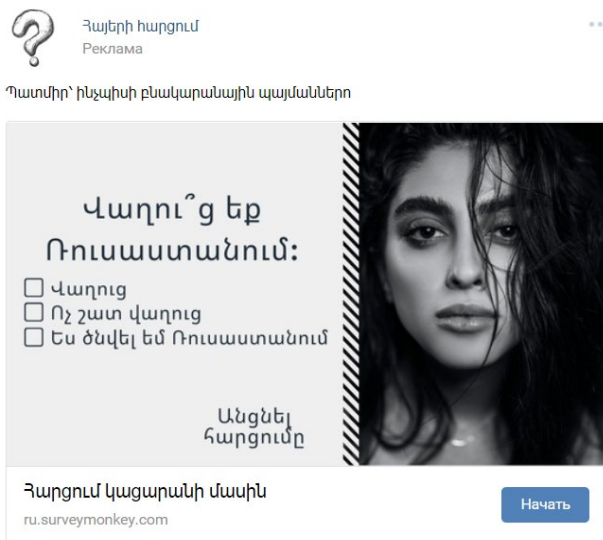 Հայերի հարցում
Реклама
Պատմիր՝ ինչպիսի բնակարանային պայմաններո
Վաղու՞ց եք
Ռուսաստանում:
Վաղուց
Ոչ շատ վաղուց
Ես ծնվել եմ Ռուսաստանում
Անցնել
հարցումը
Հարցում կացարանի մասին
ru.surveymonkey.com
Начать